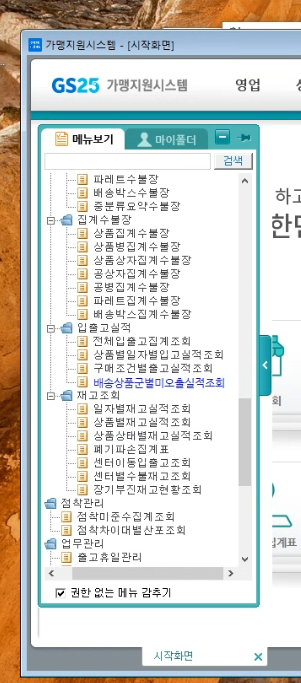 가맹지원시스템 - [시작화면]
GS25 가맹지원시스템 영업
메뉴보기 마이폴더
검색
파레트수불장
배송박스수불장
중분류요약수불장
집계수불장
상품집계수불장
상품병집계수불장
상품상자집계수불장
공상자집계수불장
공병집계수불장
파레트집계수불장
배송박스집계수불장
입출고실적
전체입출고집계조회
상품별일자별입고실적조회
구매조건별출고실적조회
배송상품군별미오출실적조회
재고조회
일자별재고실적조회
상품별재고실적조회
상품상태별재고실적조회
폐기파손집계표
센터이동입출고조회
센터별수불재고조회
장기부진재고현황조회
점착관리
점착미준수집계조회
점착차이대별산포조회
업무관리
출고휴일관리
권한 없는 메뉴 감추기
하고
한민
회
집계표
시작화면